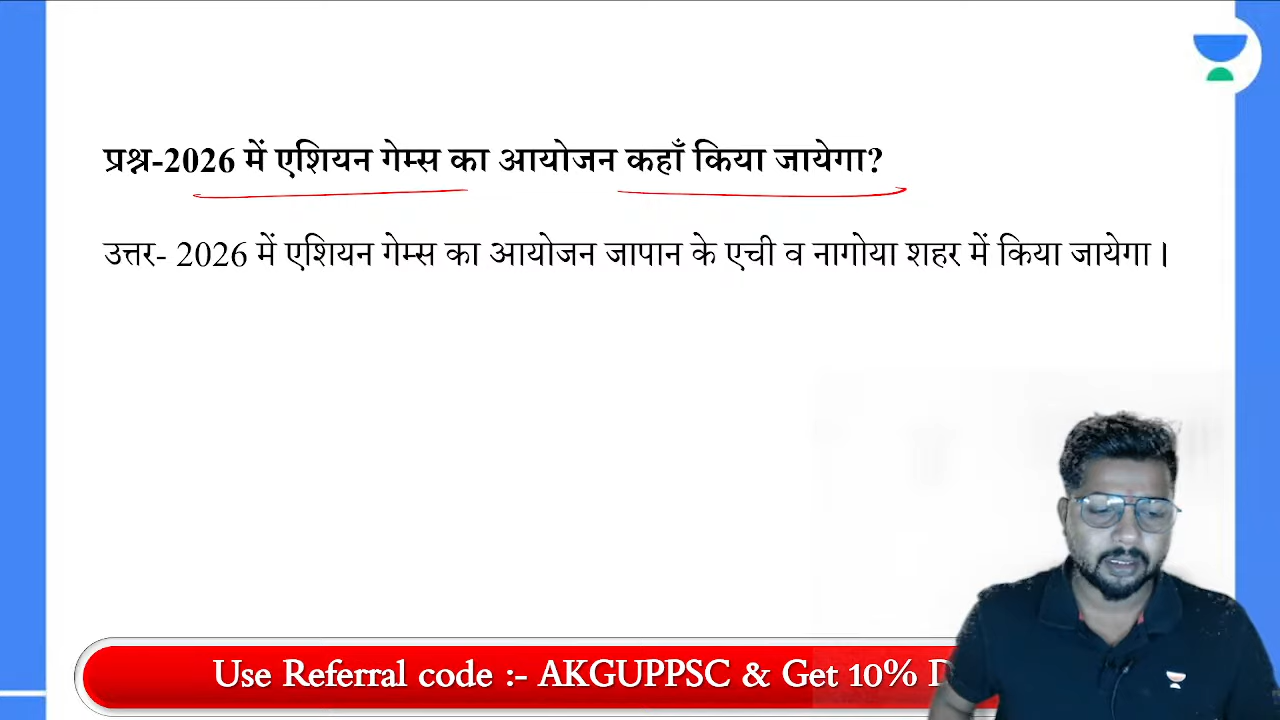 प्रश्न-2026 में एशियन गेम्स का आयोजन कहाँ किया जायेगा?
उत्तर- 2026 में एशियन गेम्स का आयोजन जापान के एची व नागोया शहर में किया जायेगा।
Use Referral code :- AKGUPPSC & Get 10% D